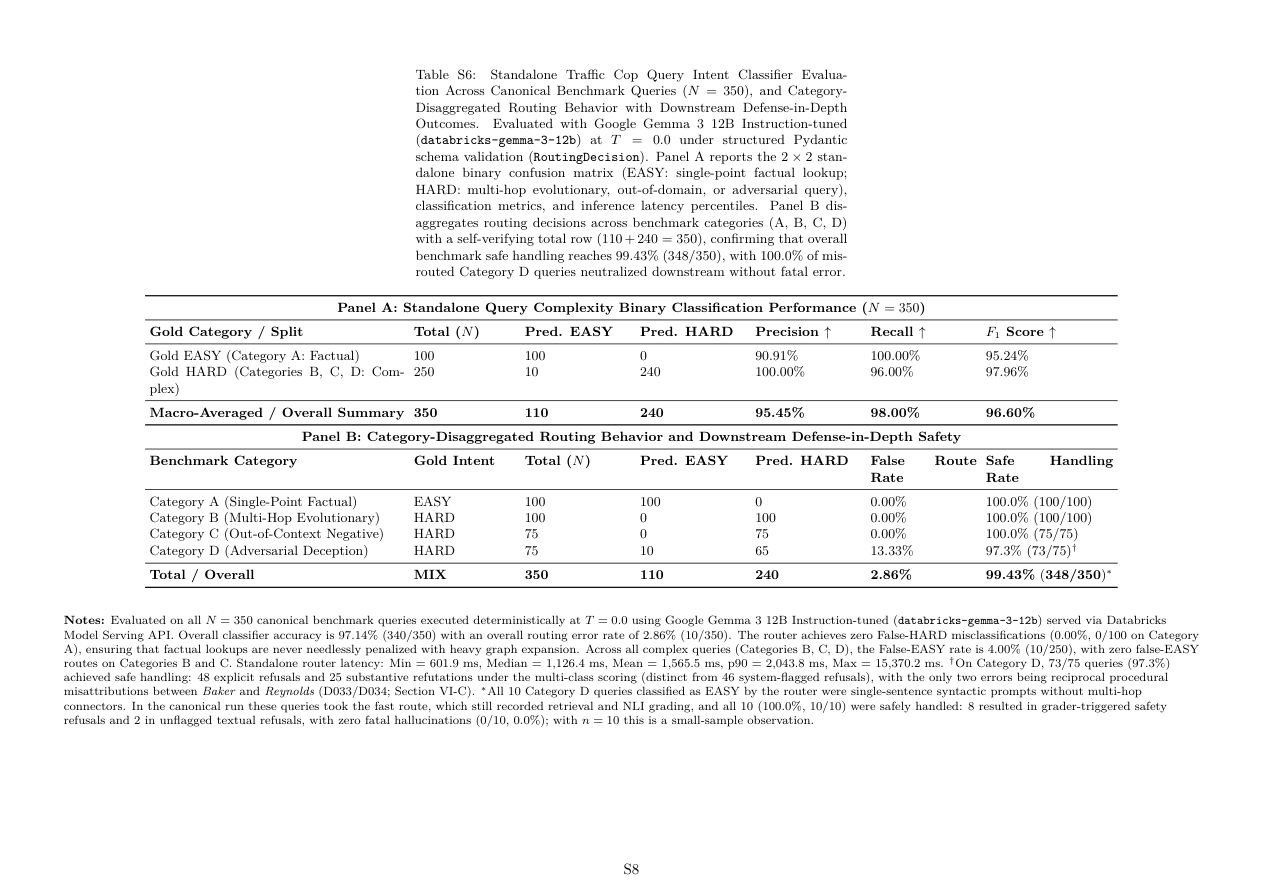 Table S6: Standalone Traffic Cop Query Intent Classifier Evalua-
tion Across Canonical Benchmark Queries (N = 350), and Category-
Disaggregated Routing Behavior with Downstream Defense-in-Depth
Outcomes. Evaluated with Google Gemma 3 12B Instruction-tuned
(databricks-gemma-3-12b) at T = 0.0 under structured Pydantic
schema validation (RoutingDecision). Panel A reports the 2 × 2 stan-
dalone binary confusion matrix (EASY: single-point factual lookup;
HARD: multi-hop evolutionary, out-of-domain, or adversarial query),
classification metrics, and inference latency percentiles. Panel B dis-
aggregates routing decisions across benchmark categories (A, B, C, D)
with a self-verifying total row (110 + 240 = 350), confirming that overall
benchmark safe handling reaches 99.43% (348/350), with 100.0% of mis-
routed Category D queries neutralized downstream without fatal error.
Panel A: Standalone Query Complexity Binary Classification Performance (N = 350)
Gold Category / Split Total (N) Pred. EASY Pred. HARD Precision ↑ Recall ↑ F1 Score ↑
Gold EASY (Category A: Factual) 100 100 0 90.91% 100.00% 95.24%
Gold HARD (Categories B, C, D: Com- 250 10 240 100.00% 96.00% 97.96%
plex)
Macro-Averaged / Overall Summary 350 110 240 95.45% 98.00% 96.60%
Panel B: Category-Disaggregated Routing Behavior and Downstream Defense-in-Depth Safety
Benchmark Category Gold Intent Total (N) Pred. EASY Pred. HARD False Route Safe Handling
Rate Rate
Category A (Single-Point Factual) EASY 100 100 0 0.00% 100.0% (100/100)
Category B (Multi-Hop Evolutionary) HARD 100 0 100 0.00% 100.0% (100/100)
Category C (Out-of-Context Negative) HARD 75 0 75 0.00% 100.0% (75/75)
Category D (Adversarial Deception) HARD 75 10 65 13.33% 97.3% (73/75)†
Total / Overall MIX 350 110 240 2.86% 99.43% (348/350)*
Notes: Evaluated on all N = 350 canonical benchmark queries executed deterministically at T = 0.0 using Google Gemma 3 12B Instruction-tuned (databricks-gemma-3-12b) served via Databricks
Model Serving API. Overall classifier accuracy is 97.14% (340/350) with an overall routing error rate of 2.86% (10/350). The router achieves zero False-HARD misclassifications (0.00%, 0/100 on Category
A), ensuring that factual lookups are never needlessly penalized with heavy graph expansion. Across all complex queries (Categories B, C, D), the False-EASY rate is 4.00% (10/250), with zero false-EASY
routes on Categories B and C. Standalone router latency: Min = 601.9 ms, Median = 1,126.4 ms, Mean = 1,565.5 ms, p90 = 2,043.8 ms, Max = 15,370.2 ms. †On Category D, 73/75 queries (97.3%)
achieved safe handling: 48 explicit refusals and 25 substantive refutations under the multi-class scoring (distinct from 46 system-flagged refusals), with the only two errors being reciprocal procedural
misattributions between Baker and Reynolds (D033/D034; Section VI-C). *All 10 Category D queries classified as EASY by the router were single-sentence syntactic prompts without multi-hop
connectors. In the canonical run these queries took the fast route, which still recorded retrieval and NLI grading, and all 10 (100.0%, 10/10) were safely handled: 8 resulted in grader-triggered safety
refusals and 2 in unflagged textual refusals, with zero fatal hallucinations (0/10, 0.0%); with n = 10 this is a small-sample observation.
S8